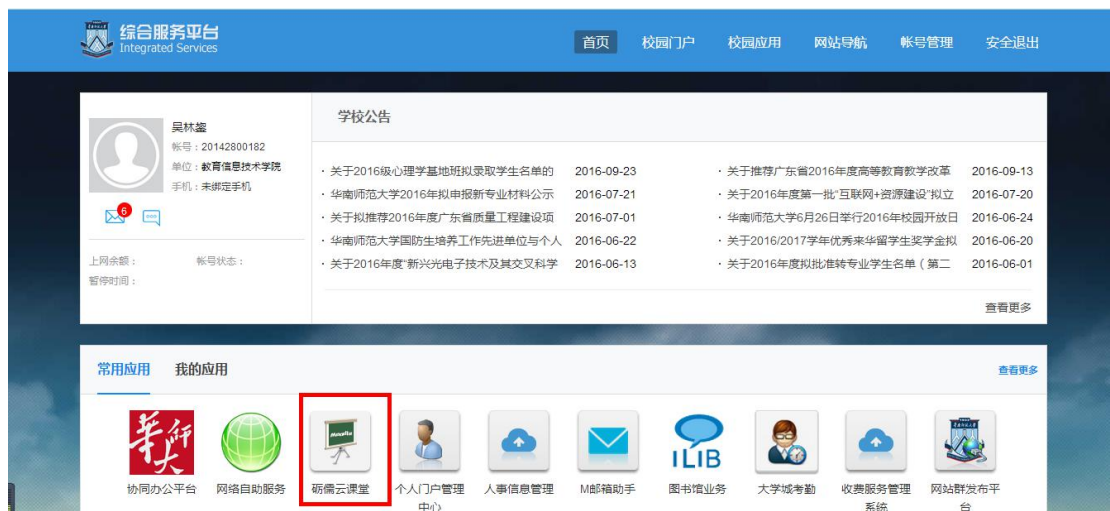 综合服务平台
Integrated Services
首页 校园门户 校园应用 网站导航 帐号管理 安全退出
吴林鋆
帐号：20142800182
单位：教育信息技术学院
手机：未绑定手机
6
上网余额： 帐号状态：
暂停时间：
学校公告
· 关于2016级心理学基地班拟录取学生名单的 2016-09-23
· 华南师范大学2016年拟申报新专业材料公示 2016-07-21
· 关于拟推荐2016年度广东省质量工程建设项 2016-07-01
· 华南师范大学国防生培养工作先进单位与个人 2016-06-22
· 关于2016年度“新兴光电子技术及其交叉科学 2016-06-13
· 关于推荐广东省2016年度高等教育教学改革 2016-09-13
· 关于2016年度第一批“互联网+资源建设”拟立 2016-07-20
· 华南师范大学6月26日举行2016年校园开放日 2016-06-24
· 关于2016/2017学年优秀来华留学生奖学金拟 2016-06-20
· 关于2016年度拟批准转专业学生名单（第二 2016-06-01
查看更多
常用应用 我的应用
查看更多
华师大
Moodle
iLIB
协同办公平台 网络自助服务 砺儒云课堂 个人门户管理 人事信息管理 M邮箱助手 图书馆业务 大学城考勤 收费服务管理 网站群发布平
中心 系统 台